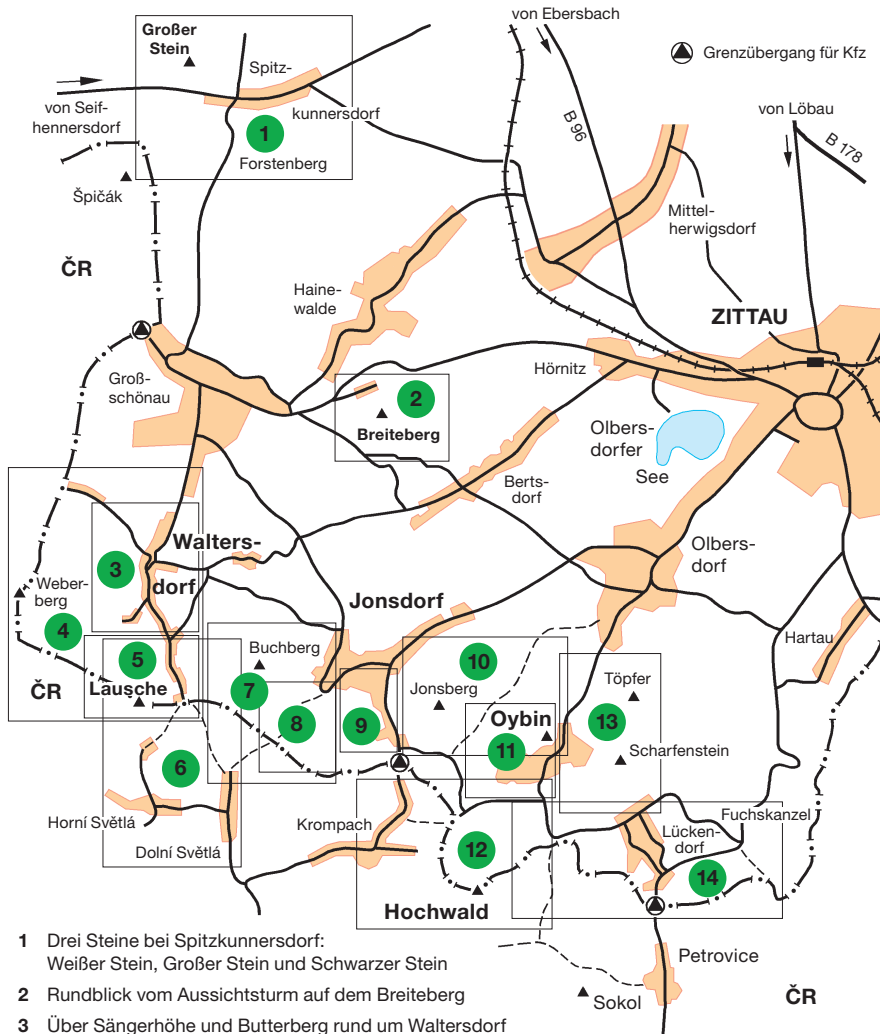 von Ebersbach
Großer
Stein
Spitz-
Grenzübergang für Kfz
von Seif-
hennersdorf
kunnersdorf
von Löbau
1
B 96
B 178
Forstenberg
Špičák
Mittel-
herwigsdorf
ČR
Haine-
walde
ZITTAU
Groß-
schönau
Hörnitz
2
Breiteberg
Olbers-
dorfer
See
Berts-
dorf
Walters-
dorf
3
Weber-
berg
4
Olbers-
dorf
Jonsdorf
Hartau
5
Lausche
ČR
Buchberg
7
8
9
10
Jonsberg
Oybin
11
Töpfer
13
Scharfenstein
6
Horní Světlá
Dolní Světlá
Krompach
12
Hochwald
Fuchskanzel
Lücken-
dorf
14
Petrovice
Sokol
ČR
1 Drei Steine bei Spitzkunnersdorf:
Weißer Stein, Großer Stein und Schwarzer Stein
2 Rundblick vom Aussichtsturm auf dem Breiteberg
3 Über Sängerhöhe und Butterberg rund um Waltersdorf